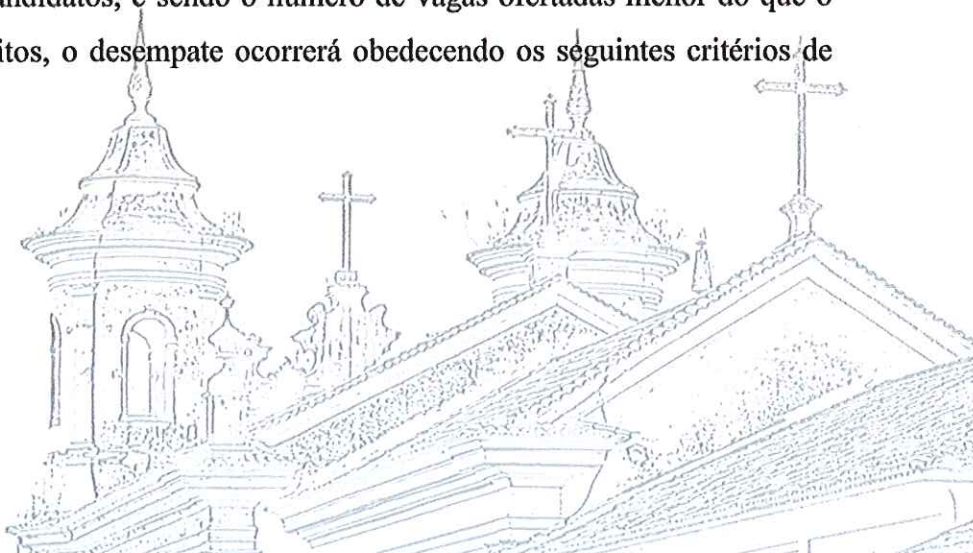 candidatos, e sendo o número de vagas ofertadas menor do que o
itos, o desempate ocorrerá obedecendo os seguintes critérios de